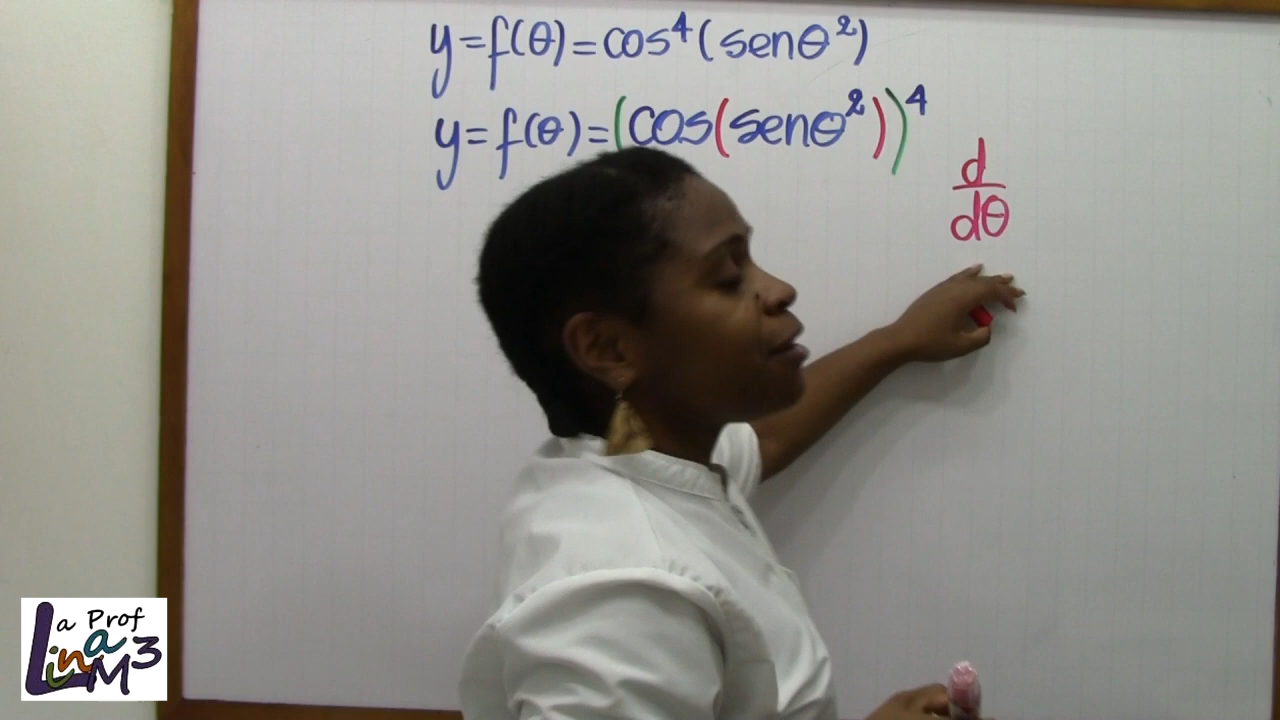 y=f(θ)=cos⁴(senθ²)
y=f(θ)=(cos(senθ²))⁴
d
dθ
La Prof
Lina M3